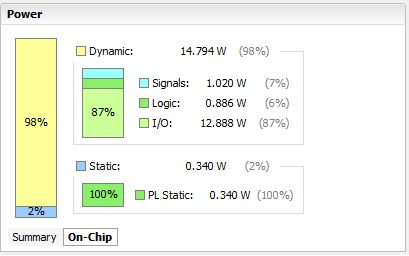 Power
Dynamic: 14.794 W (98%)
Signals: 1.020 W (7%)
Logic: 0.886 W (6%)
87% I/O: 12.888 W (87%)
98%
Static: 0.340 W (2%)
100% PL Static: 0.340 W (100%)
2%
Summary On-Chip